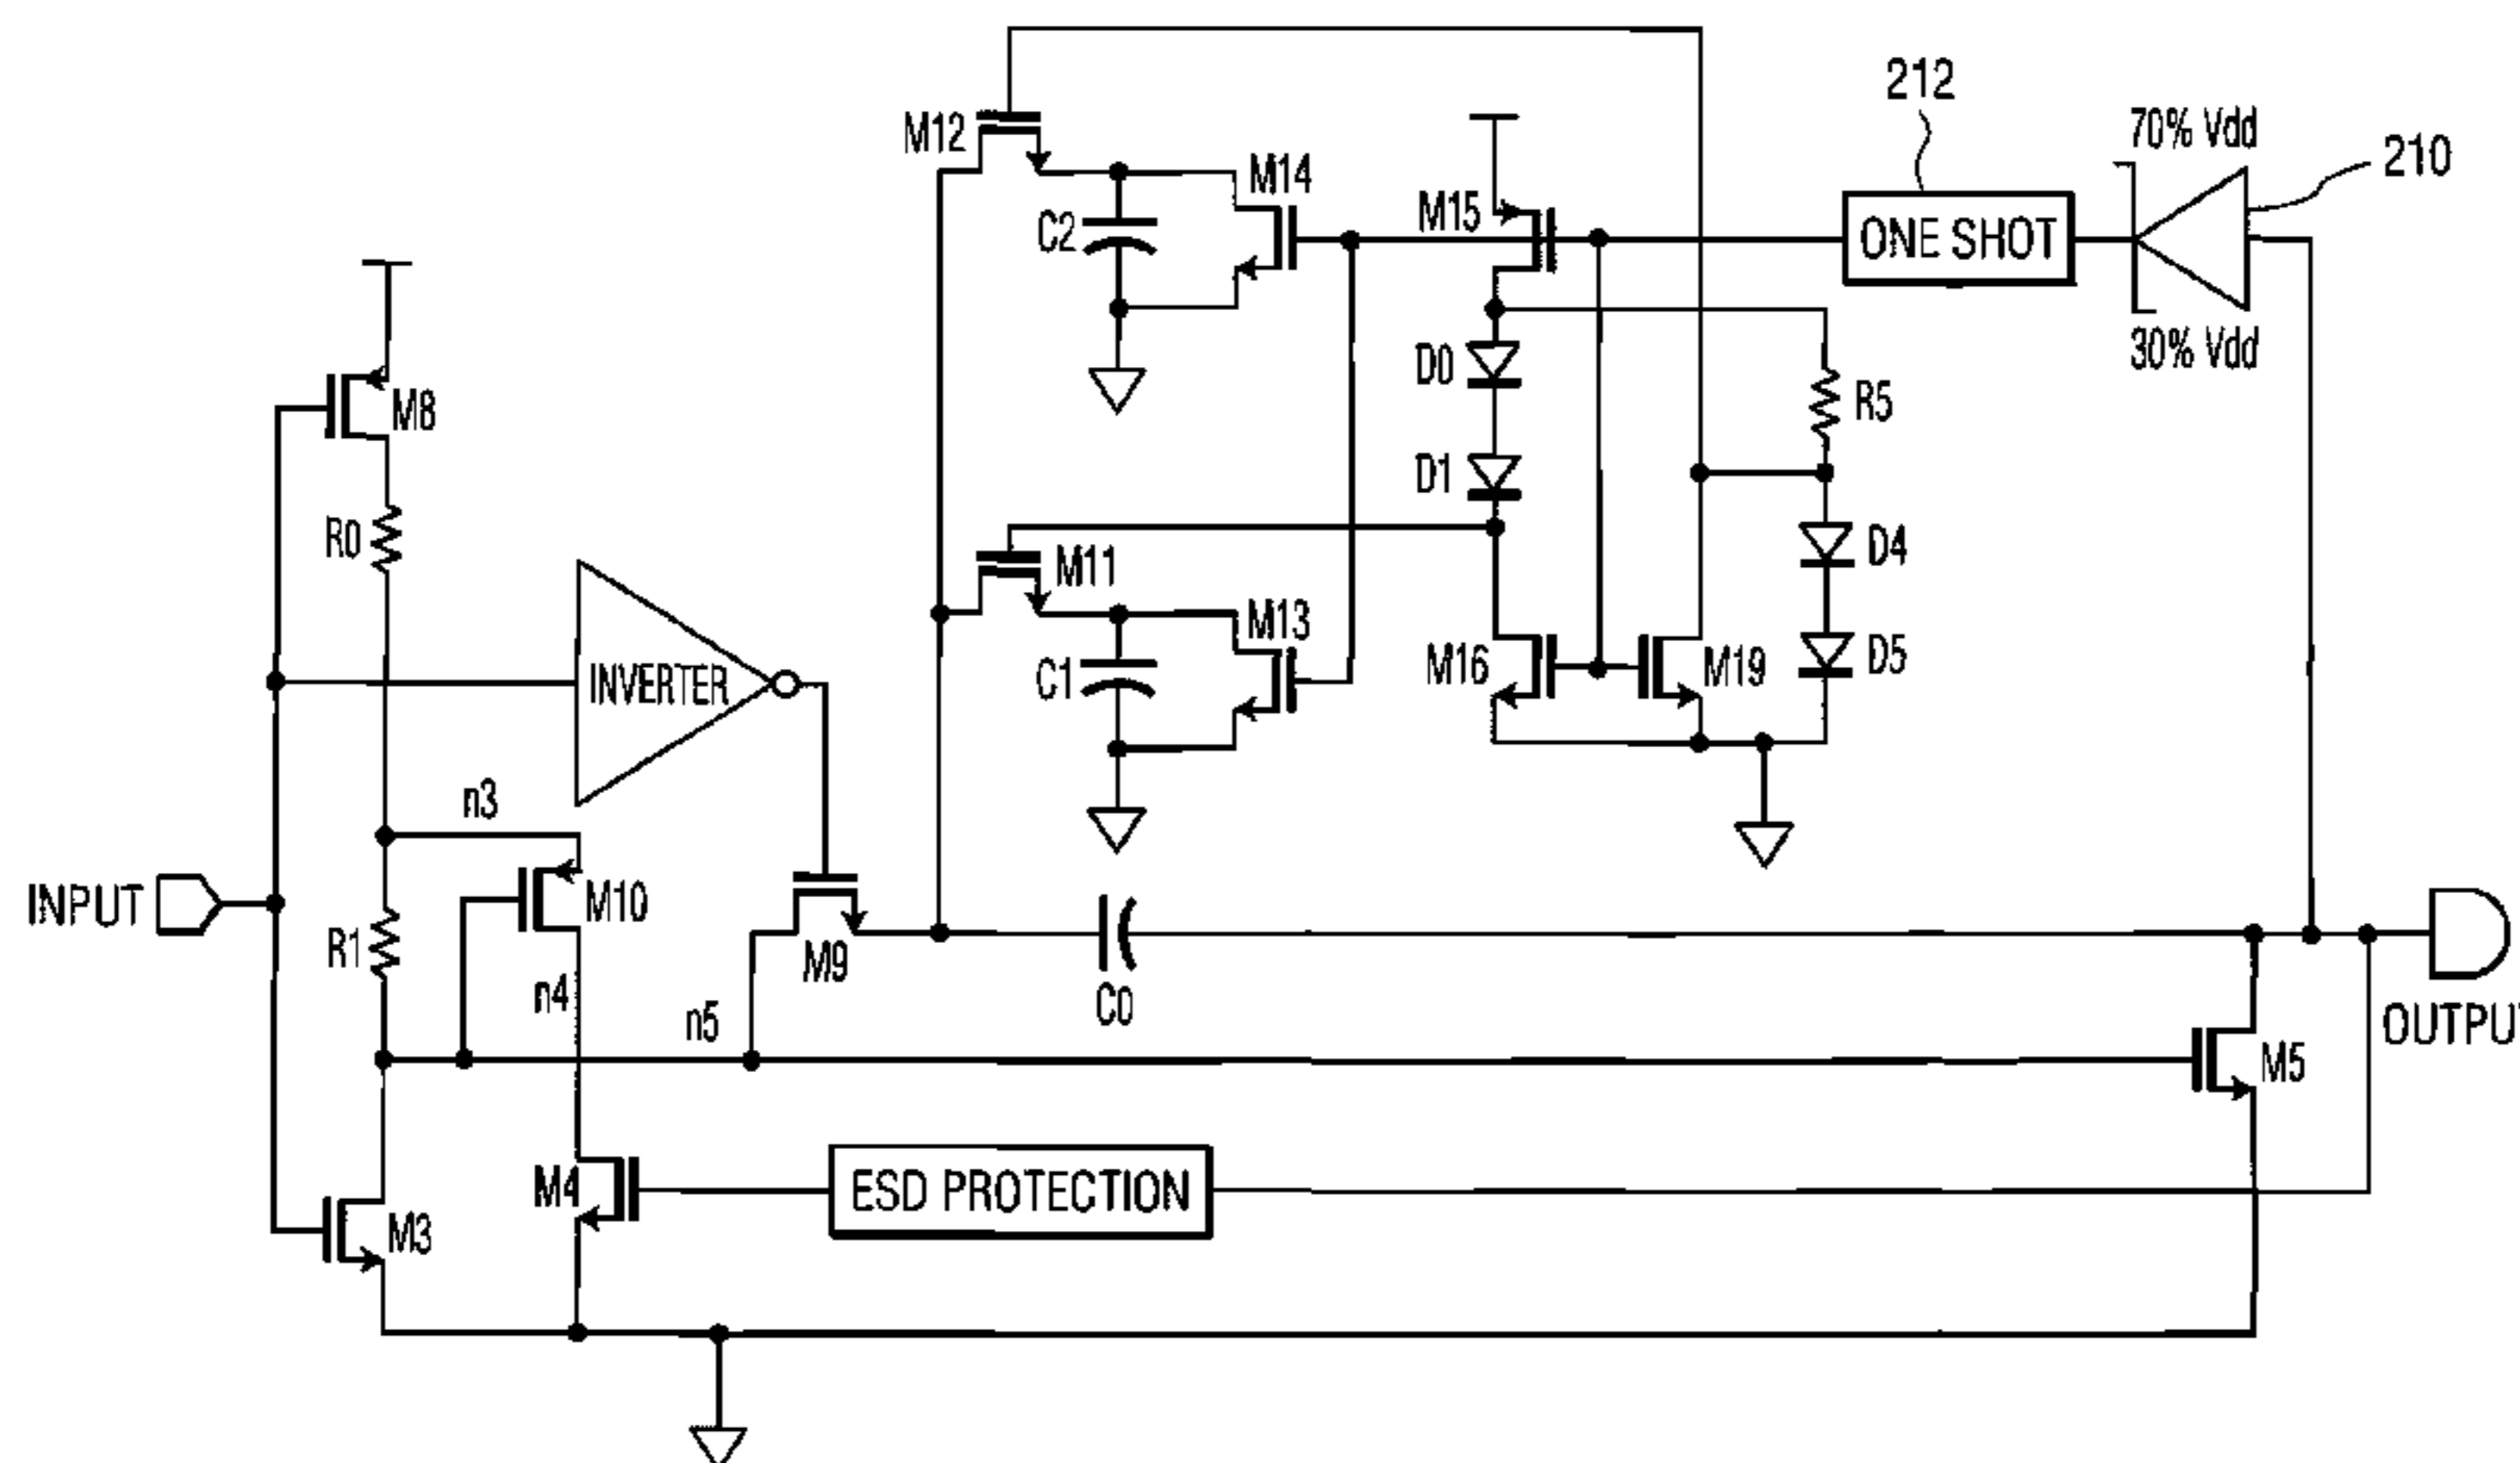 212
70% Vdd
210
M12
M14
M15
C2
ONE SHOT
30% Vdd
D0
R5
M8
D1
R0
M11
D4
M13
C1
M16
M19
D5
INVERTER
n3
INPUT
M10
R1
M9
n4
C0
n5
OUTPUT
M5
M4
ESD PROTECTION
M3